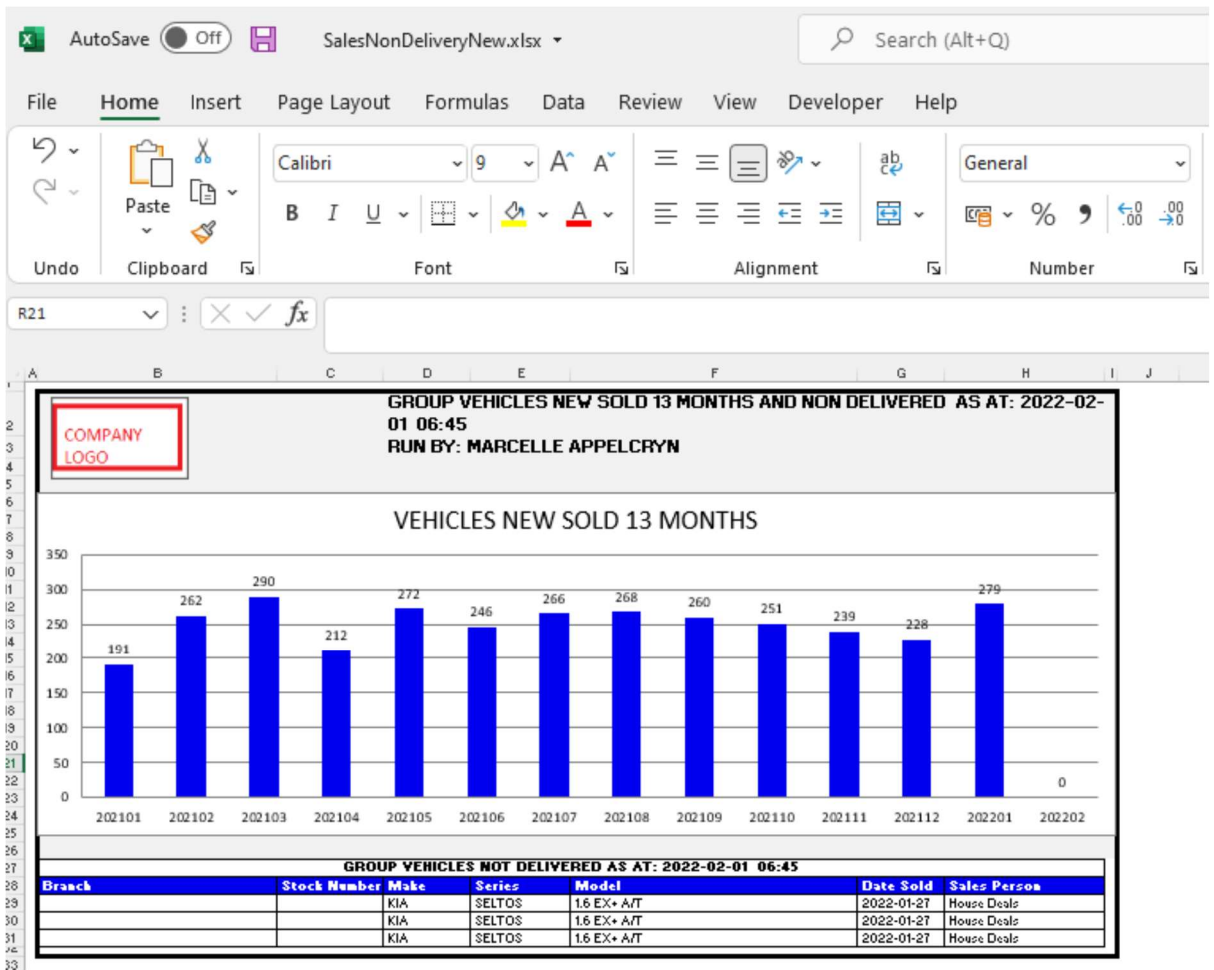 AutoSave Off SalesNonDeliveryNew.xlsx Search (Alt+Q)
File Home Insert Page Layout Formulas Data Review View Developer Help
Paste
Calibri 9 A A ab General
B I U A % .00 .00
Undo Clipboard Font Alignment Number
R21 fx
A B C D E F G H I J
GROUP VEHICLES NEW SOLD 13 MONTHS AND NON DELIVERED AS AT: 2022-02-
01 06:45
RUN BY: MARCELLE APPELCRYN
COMPANY
LOGO
VEHICLES NEW SOLD 13 MONTHS
350
300
250
200
150
100
50
0
191 262 290 212 272 246 266 268 260 251 239 228 279 0
202101 202102 202103 202104 202105 202106 202107 202108 202109 202110 202111 202112 202201 202202
GROUP VEHICLES NOT DELIVERED AS AT: 2022-02-01 06:45
Branch Stock Number Make Series Model Date Sold Sales Person
KIA SELTOS 1.6 EX+ A/T 2022-01-27 House Deals
KIA SELTOS 1.6 EX+ A/T 2022-01-27 House Deals
KIA SELTOS 1.6 EX+ A/T 2022-01-27 House Deals